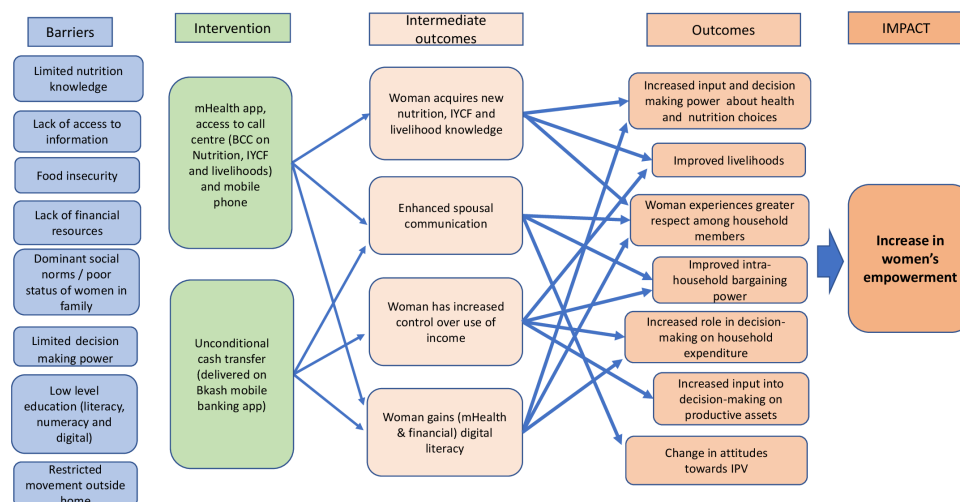 Barriers
Intervention
Intermediate
outcomes
Outcomes
IMPACT
Limited nutrition
knowledge
Lack of access to
information
Food insecurity
Lack of financial
resources
Dominant social
norms / poor
status of women in
family
Limited decision
making power
Low level
education (literacy,
numeracy and
digital)
Restricted
movement outside
home
mHealth app,
access to call
centre (BCC on
Nutrition, IYCF
and livelihoods)
and mobile
phone
Unconditional
cash transfer
(delivered on
Bkash mobile
banking app)
Woman acquires new
nutrition, IYCF and
livelihood knowledge
Enhanced spousal
communication
Woman has increased
control over use of
income
Woman gains (mHealth
& financial) digital
literacy
Increased input and decision
making power about health
and nutrition choices
Improved livelihoods
Woman experiences greater
respect among household
members
Improved intra-
household bargaining
power
Increased role in decision-
making on household
expenditure
Increased input into
decision-making on
productive assets
Change in attitudes
towards IPV
Increase in
women's
empowerment